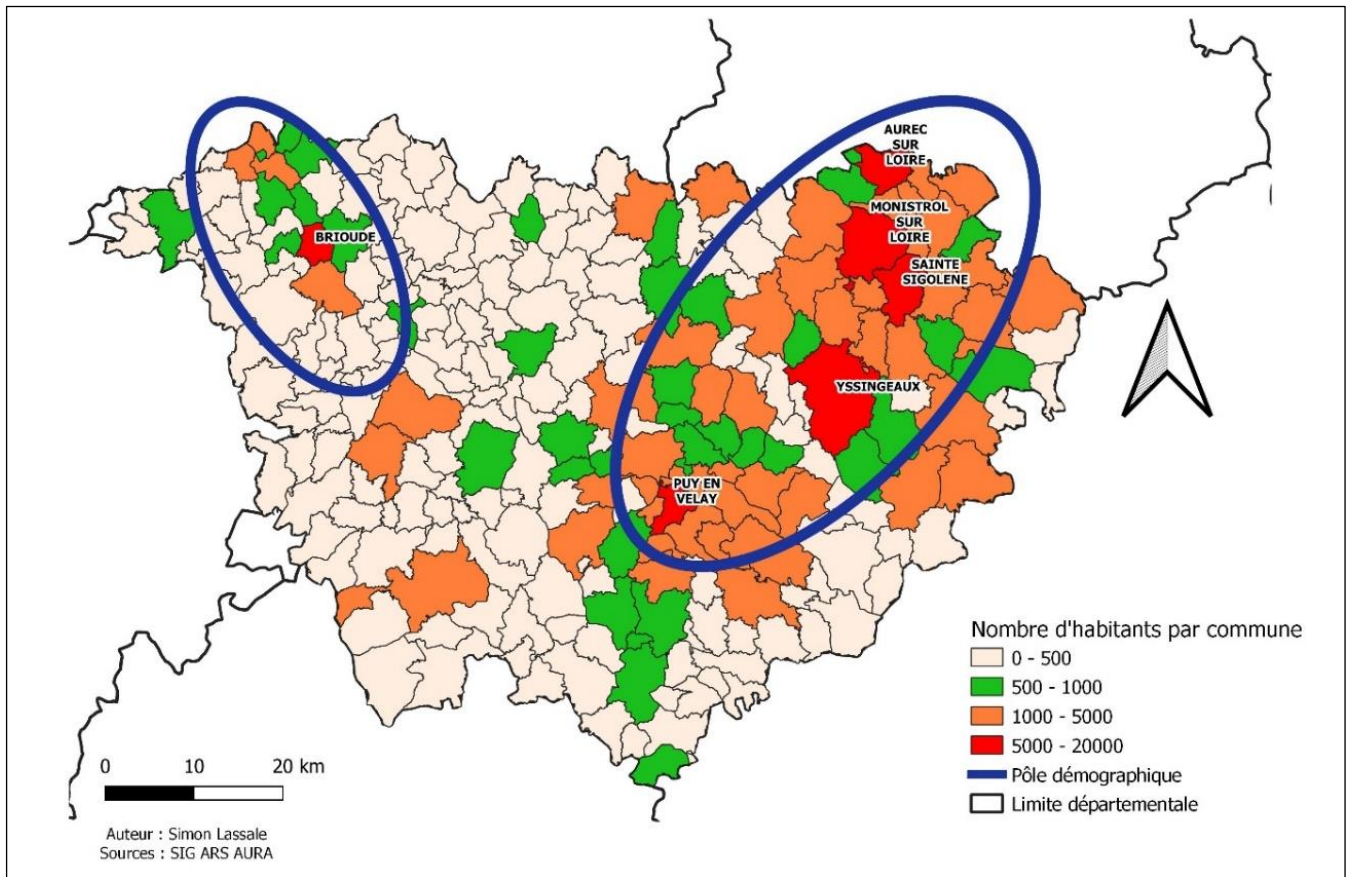 AUREC
SUR
LOIRE
MONISTROL
SUR
LOIRE
BRIOUDE
SAINTE
SIGOLENE
YSSINGEAUX
PUY EN
VELAY
Nombre d'habitants par commune
0 - 500
500 - 1000
1000 - 5000
5000 - 20000
Pôle démographique
Limite départementale
0 10 20 km
Auteur : Simon Lassale
Sources : SIG ARS AURA